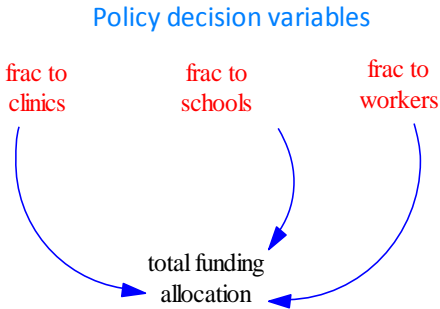 Policy decision variables
frac to
clinics
frac to
schools
frac to
workers
total funding
allocation